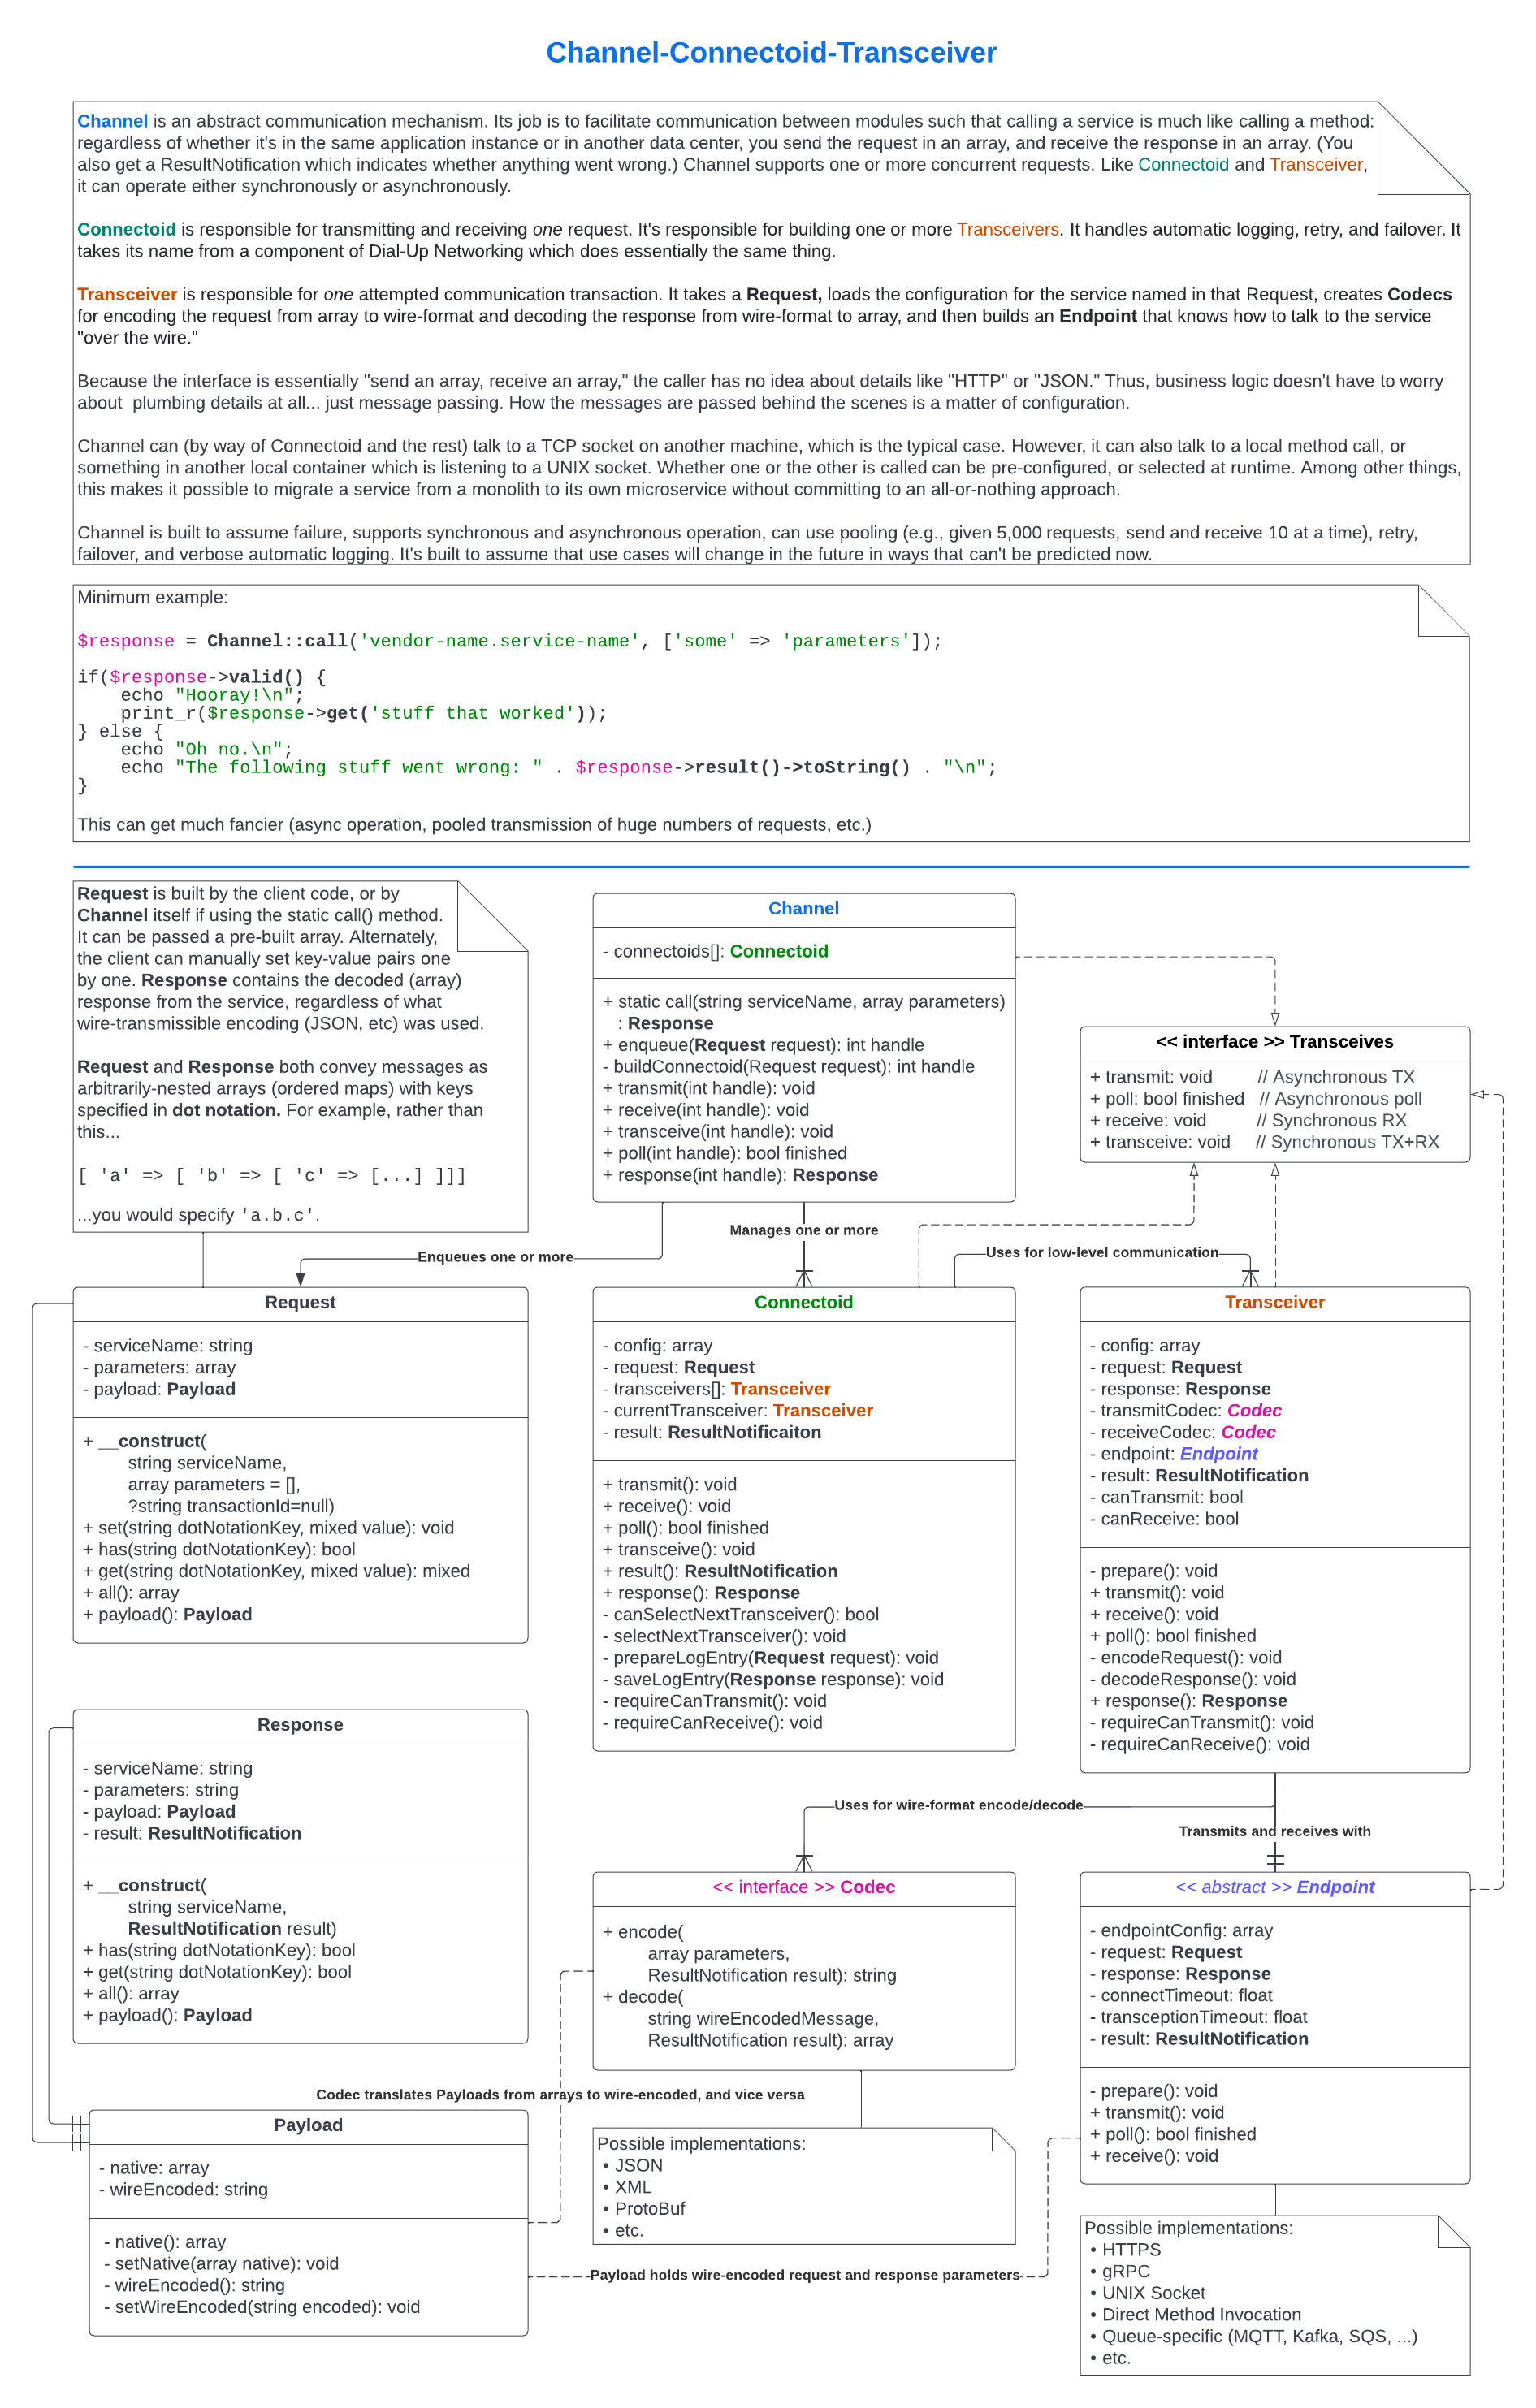 Channel-Connectoid-Transceiver
Channel is an abstract communication mechanism. Its job is to facilitate communication between modules such that calling a service is much like calling a method:
regardless of whether it's in the same application instance or in another data center, you send the request in an array, and receive the response in an array. (You
also get a ResultNotification which indicates whether anything went wrong.) Channel supports one or more concurrent requests. Like Connectoid and Transceiver,
it can operate either synchronously or asynchronously.
Connectoid is responsible for transmitting and receiving one request. It's responsible for building one or more Transceivers. It handles automatic logging, retry, and failover. It
takes its name from a component of Dial-Up Networking which does essentially the same thing.
Transceiver is responsible for one attempted communication transaction. It takes a Request, loads the configuration for the service named in that Request, creates Codecs
for encoding the request from array to wire-format and decoding the response from wire-format to array, and then builds an Endpoint that knows how to talk to the service
"over the wire."
Because the interface is essentially "send an array, receive an array," the caller has no idea about details like "HTTP" or "JSON." Thus, business logic doesn't have to worry
about  plumbing details at all... just message passing. How the messages are passed behind the scenes is a matter of configuration.
Channel can (by way of Connectoid and the rest) talk to a TCP socket on another machine, which is the typical case. However, it can also talk to a local method call, or
something in another local container which is listening to a UNIX socket. Whether one or the other is called can be pre-configured, or selected at runtime. Among other things,
this makes it possible to migrate a service from a monolith to its own microservice without committing to an all-or-nothing approach.
Channel is built to assume failure, supports synchronous and asynchronous operation, can use pooling (e.g., given 5,000 requests, send and receive 10 at a time), retry,
failover, and verbose automatic logging. It's built to assume that use cases will change in the future in ways that can't be predicted now.
Minimum example:
$response = Channel::call('vendor-name.service-name', ['some' => 'parameters']);
if($response->valid() {
    echo "Hooray!\n";
    print_r($response->get('stuff that worked'));
} else {
    echo "Oh no.\n";
    echo "The following stuff went wrong: " . $response->result()->toString() . "\n";
}
This can get much fancier (async operation, pooled transmission of huge numbers of requests, etc.)
Request is built by the client code, or by
Channel itself if using the static call() method.
It can be passed a pre-built array. Alternately,
the client can manually set key-value pairs one
by one. Response contains the decoded (array)
response from the service, regardless of what
wire-transmissible encoding (JSON, etc) was used.
Request and Response both convey messages as
arbitrarily-nested arrays (ordered maps) with keys
specified in dot notation. For example, rather than
this...
[ 'a' => [ 'b' => [ 'c' => [...] ]]]
...you would specify 'a.b.c'.
Channel
- connectoids[]: Connectoid
+ static call(string serviceName, array parameters)
: Response
+ enqueue(Request request): int handle
- buildConnectoid(Request request): int handle
+ transmit(int handle): void
+ receive(int handle): void
+ transceive(int handle): void
+ poll(int handle): bool finished
+ response(int handle): Response
<< interface >> Transceives
+ transmit: void // Asynchronous TX
+ poll: bool finished // Asynchronous poll
+ receive: void // Synchronous RX
+ transceive: void // Synchronous TX+RX
Manages one or more
Enqueues one or more
Uses for low-level communication
Request
- serviceName: string
- parameters: array
- payload: Payload
+ __construct(
string serviceName,
array parameters = [],
?string transactionId=null)
+ set(string dotNotationKey, mixed value): void
+ has(string dotNotationKey): bool
+ get(string dotNotationKey, mixed value): mixed
+ all(): array
+ payload(): Payload
Connectoid
- config: array
- request: Request
- transceivers[]: Transceiver
- currentTransceiver: Transceiver
- result: ResultNotificaiton
+ transmit(): void
+ receive(): void
+ poll(): bool finished
+ transceive(): void
+ result(): ResultNotification
+ response(): Response
- canSelectNextTransceiver(): bool
- selectNextTransceiver(): void
- prepareLogEntry(Request request): void
- saveLogEntry(Response response): void
- requireCanTransmit(): void
- requireCanReceive(): void
Transceiver
- config: array
- request: Request
- response: Response
- transmitCodec: Codec
- receiveCodec: Codec
- endpoint: Endpoint
- result: ResultNotification
- canTransmit: bool
- canReceive: bool
- prepare(): void
+ transmit(): void
+ receive(): void
+ poll(): bool finished
- encodeRequest(): void
- decodeResponse(): void
+ response(): Response
- requireCanTransmit(): void
- requireCanReceive(): void
Response
- serviceName: string
- parameters: string
- payload: Payload
- result: ResultNotification
+ __construct(
string serviceName,
ResultNotification result)
+ has(string dotNotationKey): bool
+ get(string dotNotationKey): bool
+ all(): array
+ payload(): Payload
Uses for wire-format encode/decode
Transmits and receives with
<< interface >> Codec
+ encode(
array parameters,
ResultNotification result): string
+ decode(
string wireEncodedMessage,
ResultNotification result): array
<< abstract >> Endpoint
- endpointConfig: array
- request: Request
- response: Response
- connectTimeout: float
- transceptionTimeout: float
- result: ResultNotification
- prepare(): void
+ transmit(): void
+ poll(): bool finished
+ receive(): void
Codec translates Payloads from arrays to wire-encoded, and vice versa
Payload
- native: array
- wireEncoded: string
- native(): array
- setNative(array native): void
- wireEncoded(): string
- setWireEncoded(string encoded): void
Possible implementations:
• JSON
• XML
• ProtoBuf
• etc.
Payload holds wire-encoded request and response parameters
Possible implementations:
• HTTPS
• gRPC
• UNIX Socket
• Direct Method Invocation
• Queue-specific (MQTT, Kafka, SQS, ...)
• etc.